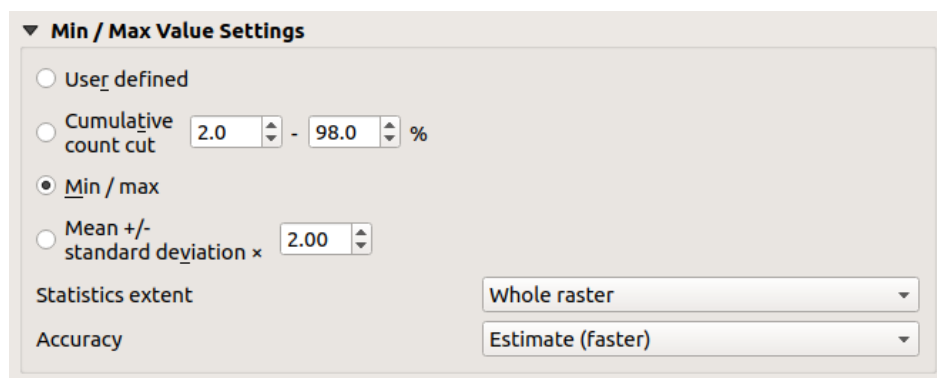 Min / Max Value Settings
User defined
Cumulative
count cut 2.0 - 98.0 %
Min / max
Mean +/-
standard deviation × 2.00
Statistics extent Whole raster
Accuracy Estimate (faster)